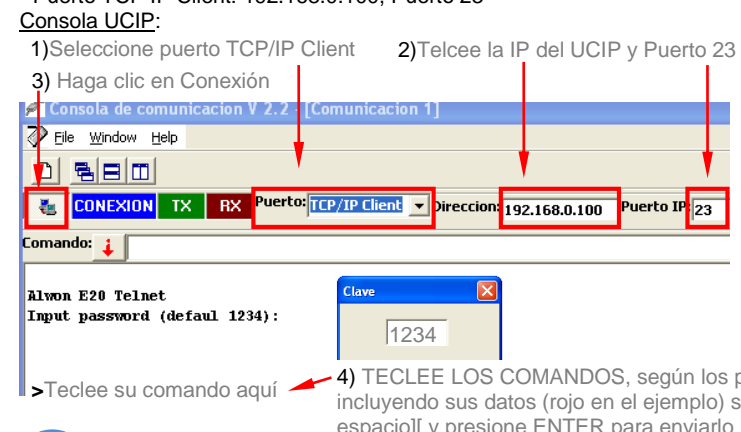 Consola UCIP:
1)Seleccione puerto TCP/IP Client 2)Telcee la IP del UCIP y Puerto 23
3) Haga clic en Conexión
Consola de comunicacion V 2.2 - [Comunicacion 1]
File Window Help
CONEXION TX RX Puerto: TCP/IP Client Direccion: 192.168.0.100 Puerto IP: 23
Comando:
Alwon E20 Telnet
Input password (defaul 1234):
Clave
1234
>Teclee su comando aquí
4) TECLEE LOS COMANDOS, según los
incluyendo sus datos (rojo en el ejemplo)
espacio][ y presione ENTER para enviarlo